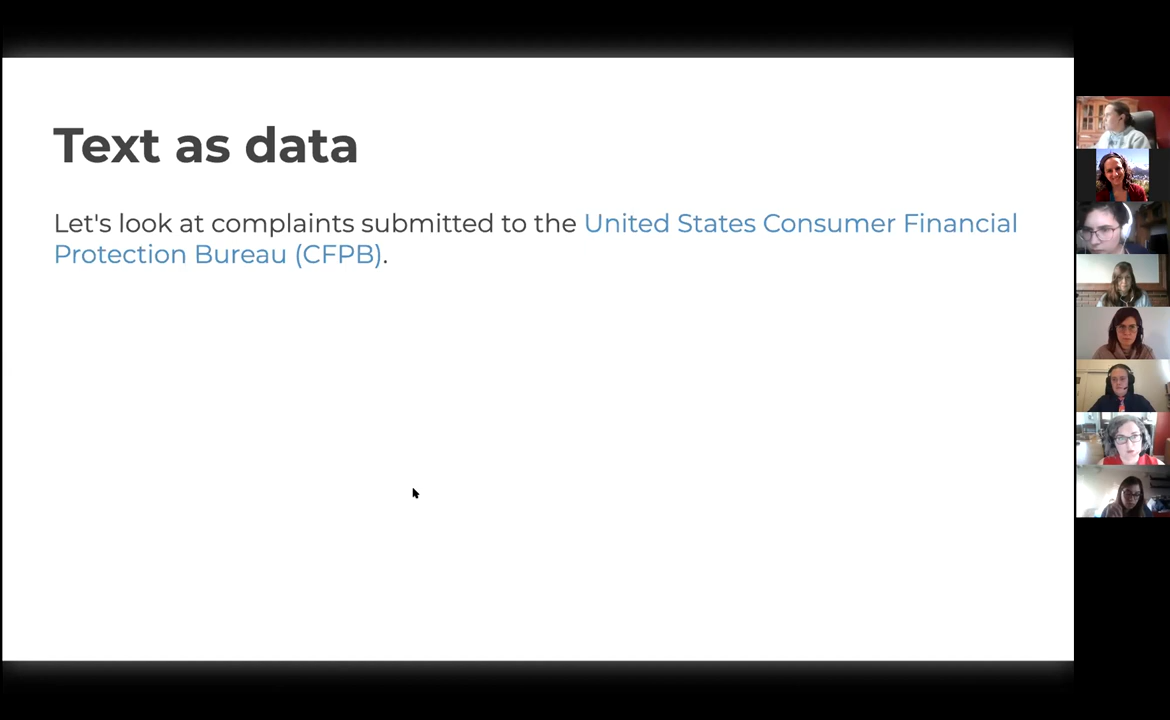 Text as data
Let's look at complaints submitted to the United States Consumer Financial
Protection Bureau (CFPB).